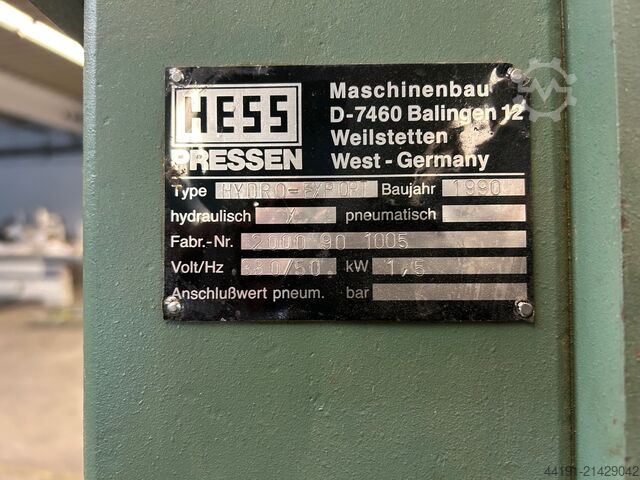 HESS
PRESSEN
Maschinenbau
D-7460 Balingen 12
Weilstetten
West - Germany
Type HYDRO-EXPORT Baujahr 1990
hydraulisch X pneumatisch
Fabr.-Nr. 2000 90 1005
Volt/Hz 380/50 kW 1,5
Anschlußwert pneum. bar
44191-21429042